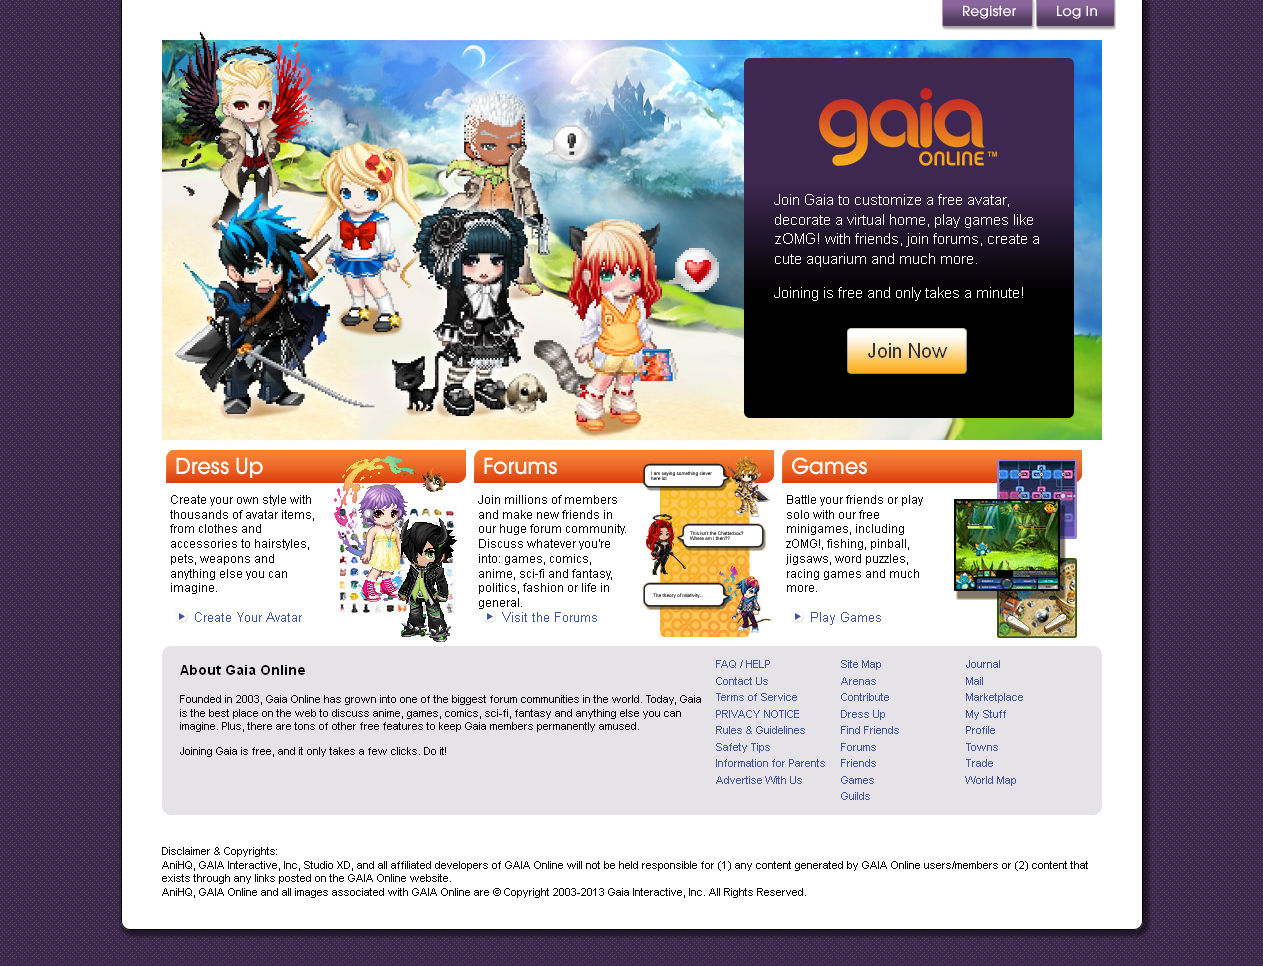 Register
Log In
gaia
ONLINE™
Join Gaia to customize a free avatar,
decorate a virtual home, play games like
zOMG! with friends, join forums, create a
cute aquarium and much more.
Joining is free and only takes a minute!
Join Now
Dress Up
Create your own style with
thousands of avatar items,
from clothes and
accessories to hairstyles,
pets, weapons and
anything else you can
imagine.
Create Your Avatar
Forums
Join millions of members
and make new friends in
our huge forum community.
Discuss whatever you're
into: games, comics,
anime, sci-fi and fantasy,
politics, fashion or life in
general.
Visit the Forums
I am saying something clever
here lol
This isn't the Chatterbox?
Where am I then??
The theory of relativity...
Games
Battle your friends or play
solo with our free
minigames, including
zOMG!, fishing, pinball,
jigsaws, word puzzles,
racing games and much
more.
Play Games
About Gaia Online
Founded in 2003, Gaia Online has grown into one of the biggest forum communities in the world. Today, Gaia
is the best place on the web to discuss anime, games, comics, sci-fi, fantasy and anything else you can
imagine. Plus, there are tons of other free features to keep Gaia members permanently amused.
Joining Gaia is free, and it only takes a few clicks. Do it!
FAQ / HELP
Contact Us
Terms of Service
PRIVACY NOTICE
Rules & Guidelines
Safety Tips
Information for Parents
Advertise With Us
Site Map
Arenas
Contribute
Dress Up
Find Friends
Forums
Friends
Games
Guilds
Journal
Mail
Marketplace
My Stuff
Profile
Towns
Trade
World Map
Disclaimer & Copyrights:
AniHQ, GAIA Interactive, Inc, Studio XD, and all affiliated developers of GAIA Online will not be held responsible for (1) any content generated by GAIA Online users/members or (2) content that
exists through any links posted on the GAIA Online website.
AniHQ, GAIA Online and all images associated with GAIA Online are © Copyright 2003-2013 Gaia Interactive, Inc. All Rights Reserved.